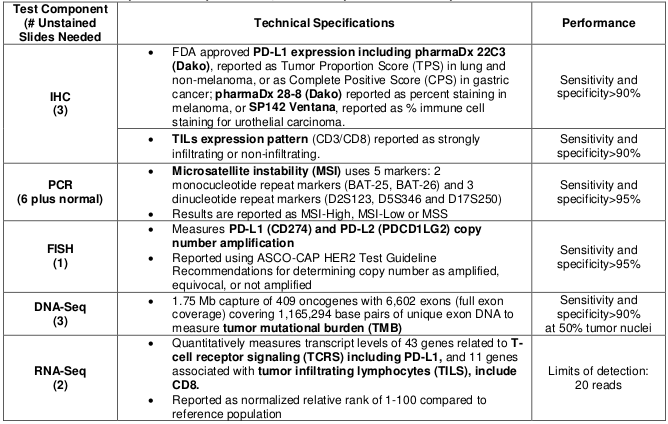 Test Component
(# Unstained
Slides Needed
Technical Specifications
Performance
IHC
(3)
• FDA approved PD-L1 expression including pharmaDx 22C3
(Dako), reported as Tumor Proportion Score (TPS) in lung and
non-melanoma, or as Complete Positive Score (CPS) in gastric
cancer; pharmaDx 28-8 (Dako) reported as percent staining in
melanoma, or SP142 Ventana, reported as % immune cell
staining for urothelial carcinoma.
Sensitivity and
specificity>90%
• TILs expression pattern (CD3/CD8) reported as strongly
infiltrating or non-infiltrating.
Sensitivity and
specificity>90%
PCR
(6 plus normal)
• Microsatellite instability (MSI) uses 5 markers: 2
monocucleotide repeat markers (BAT-25, BAT-26) and 3
dinucleotide repeat markers (D2S123, D5S346 and D17S250)
• Results are reported as MSI-High, MSI-Low or MSS
Sensitivity and
specificity>95%
FISH
(1)
• Measures PD-L1 (CD274) and PD-L2 (PDCD1LG2) copy
number amplification
• Reported using ASCO-CAP HER2 Test Guideline
Recommendations for determining copy number as amplified,
equivocal, or not amplified
Sensitivity and
specificity>95%
DNA-Seq
(3)
• 1.75 Mb capture of 409 oncogenes with 6,602 exons (full exon
coverage) covering 1,165,294 base pairs of unique exon DNA to
measure tumor mutational burden (TMB)
Sensitivity and
specificity>90%
at 50% tumor nuclei
RNA-Seq
(2)
• Quantitatively measures transcript levels of 43 genes related to T-
cell receptor signaling (TCRS) including PD-L1, and 11 genes
associated with tumor infiltrating lymphocytes (TILS), include
CD8.
• Reported as normalized relative rank of 1-100 compared to
reference population
Limits of detection:
20 reads